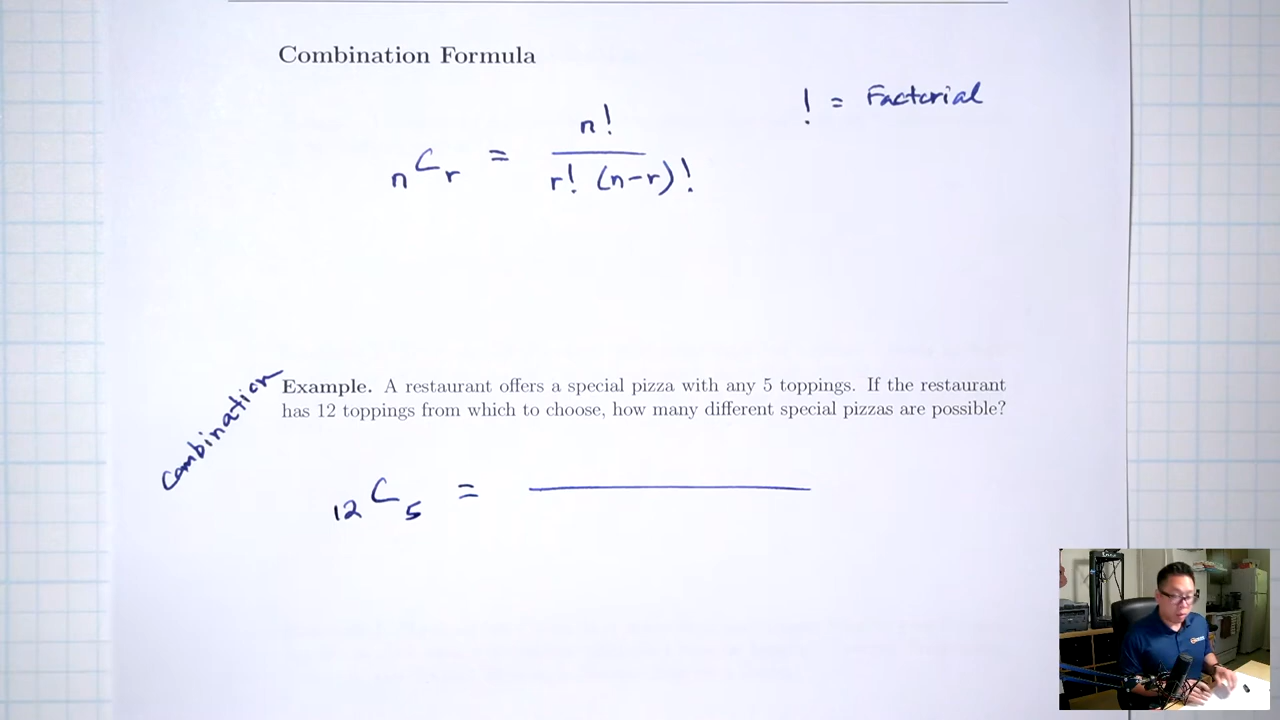 Combination Formula
! = Factorial
nCr = n! / r! (n-r)!
combination
Example. A restaurant offers a special pizza with any 5 toppings. If the restaurant
has 12 toppings from which to choose, how many different special pizzas are possible?
12C5 =